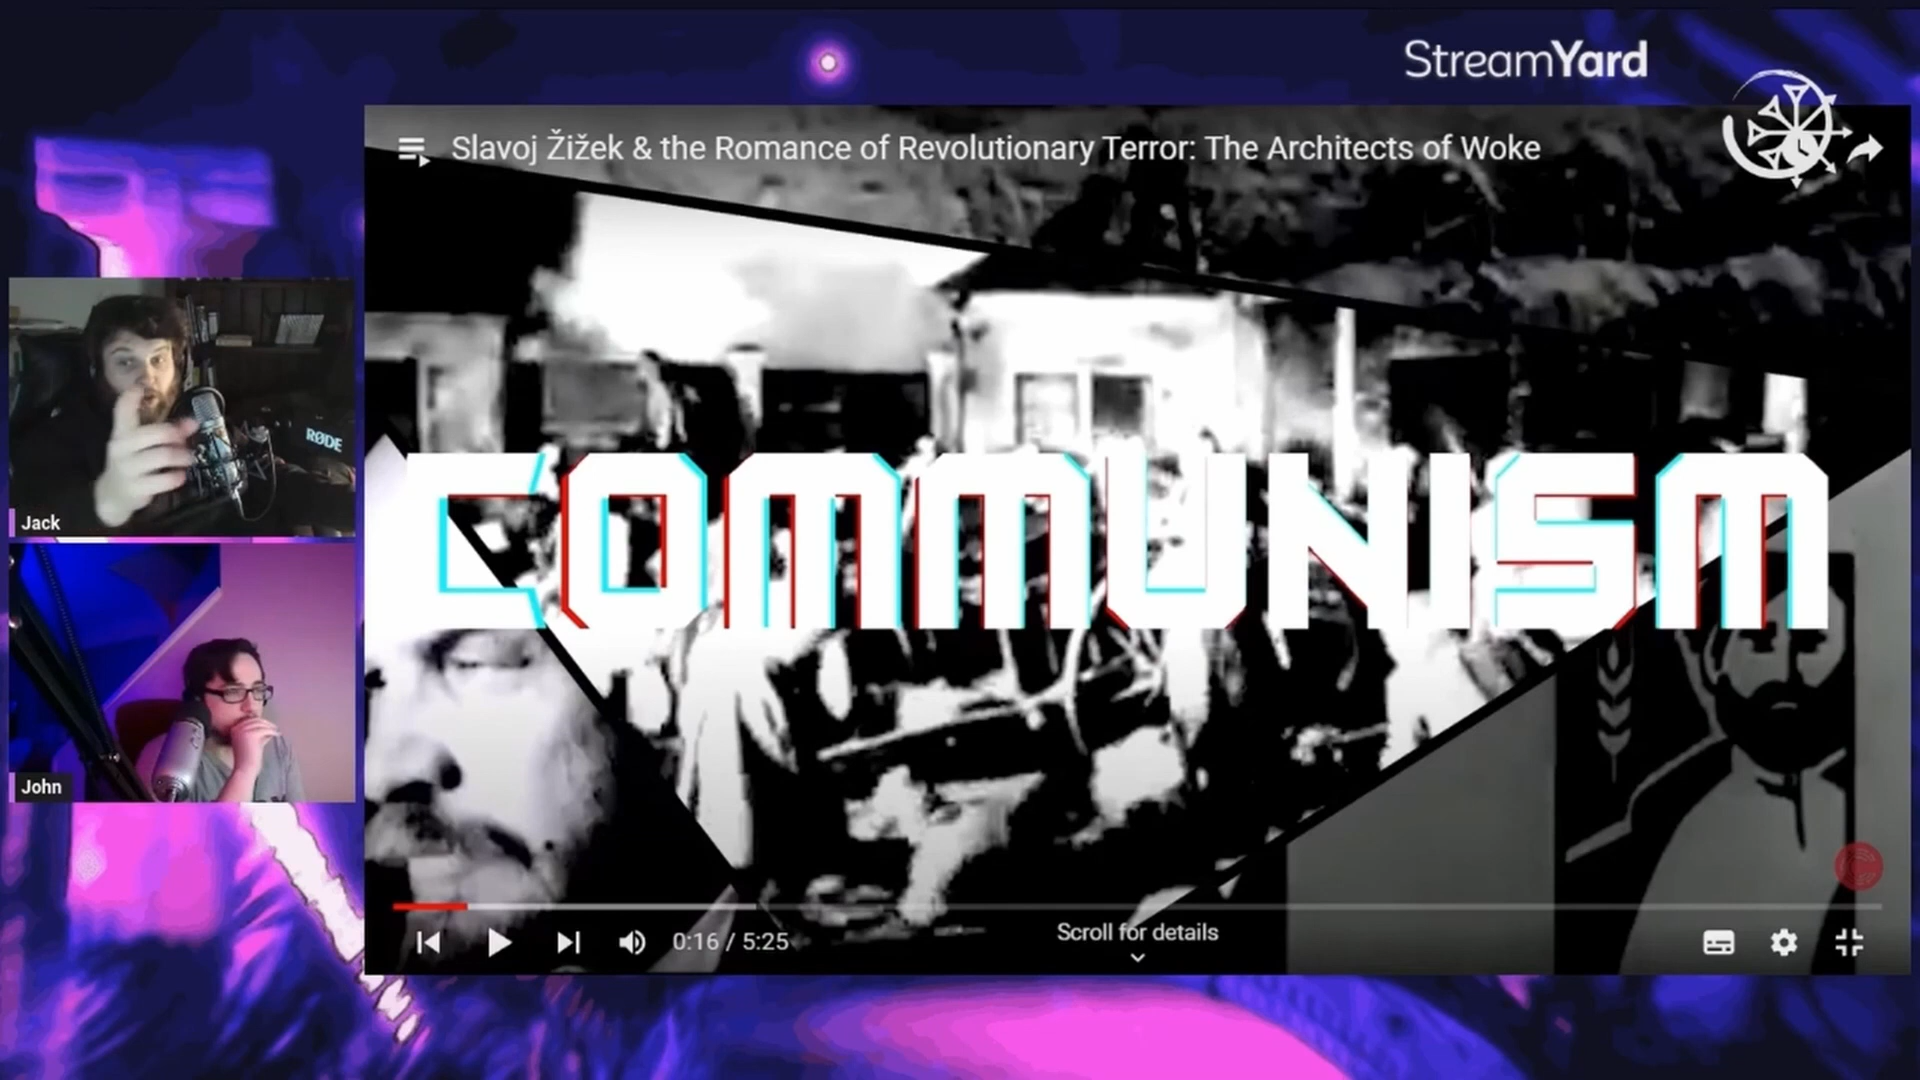 StreamYard
Slavoj Žižek & the Romance of Revolutionary Terror: The Architects of Woke
RØDE
Jack
COMMUNISM
John
Scroll for details
0:16 / 5:25